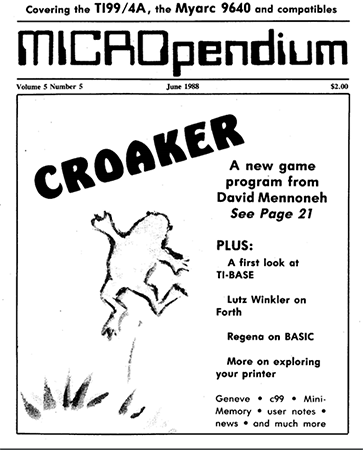 Covering the TI99/4A, the Myarc 9640 and compatibles
MICROpendium
Volume 5 Number 5 June 1988 $2.00
CROAKER
A new game
program from
David Mennoneh
See Page 21
PLUS:
A first look at
TI-BASE
Lutz Winkler on
Forth
Regena on BASIC
More on exploring
your printer
Geneve • c99 • Mini-
Memory • user notes •
news • and much more